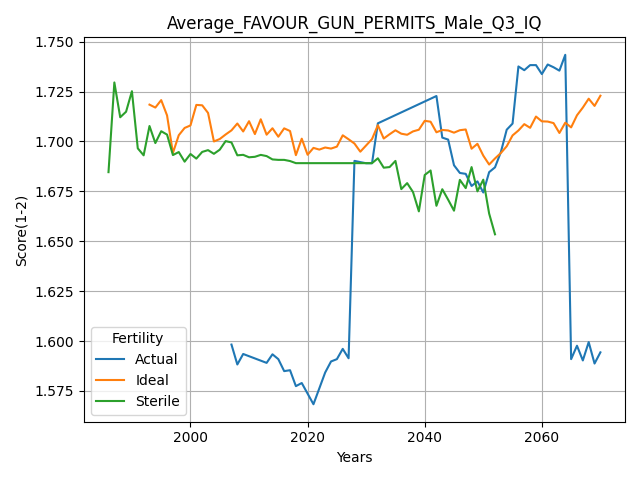 Average_FAVOUR_GUN_PERMITS_Male_Q3_IQ
Score(1-2)
1.750
1.725
1.700
1.675
1.650
1.625
1.600
1.575
Fertility
Actual
Ideal
Sterile
2000
2020
2040
2060
Years